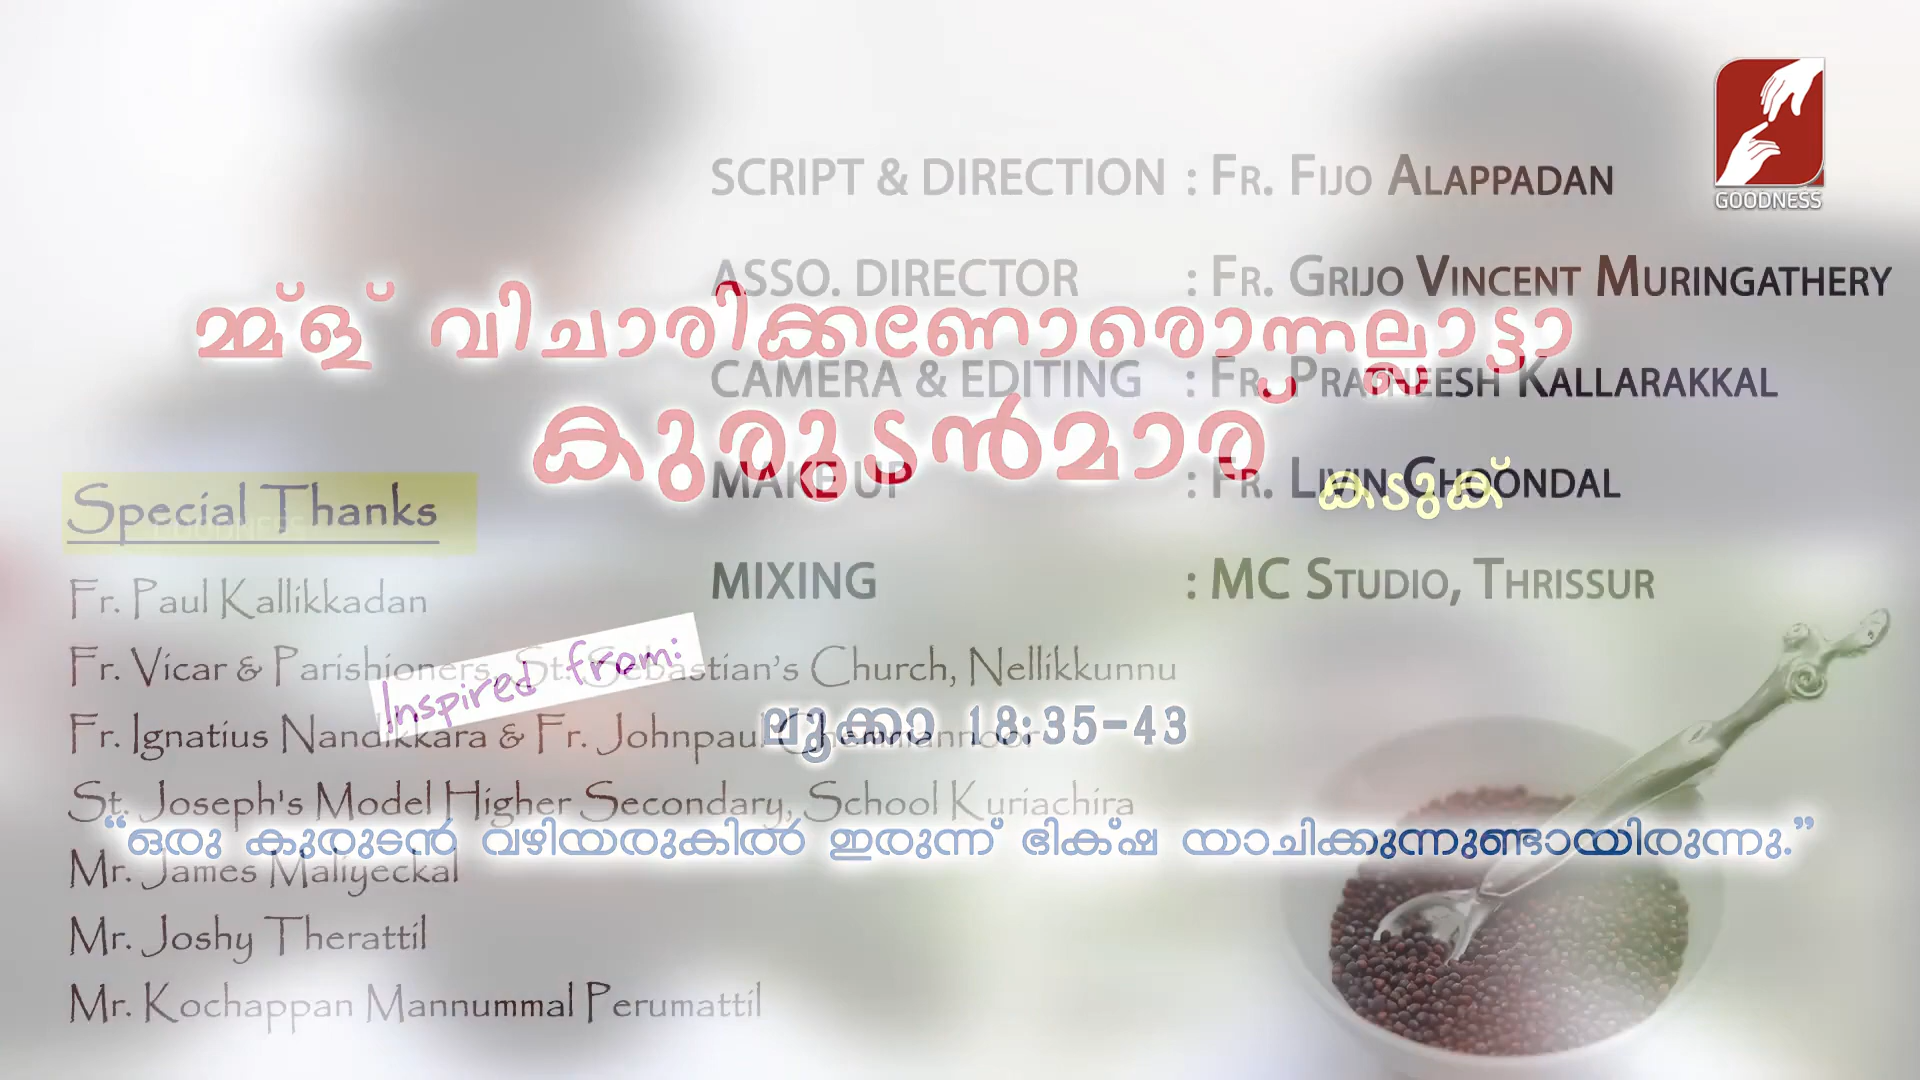 GOODNESS
SCRIPT & DIRECTION : FR. FIJO ALAPPADAN
ASSO. DIRECTOR : FR. GRIJO VINCENT MURINGATHERY
മ്മ്ള് വിചാരിക്കണോരൊന്നല്ലാട്ടാ
CAMERA & EDITING : FR. PRATHEESH KALLARAKKAL
കുരുടൻമാര്
MAKE UP : FR. LIVIN CHOONDAL
കടുക്
Special Thanks
MIXING : MC STUDIO, THRISSUR
Fr. Paul Kallikkadan
Fr. Vicar & Parishioners, St. Sebastian's Church, Nellikkunnu
Inspired from:
Fr. Ignatius Nandikkara & Fr. Johnpaul
ലൂക്കാ 18:35-43
St. Joseph's Model Higher Secondary, School Kuriachira
“ഒരു കുരുടൻ വഴിയരുകിൽ ഇരുന്ന് ഭിക്ഷ യാചിക്കുന്നുണ്ടായിരുന്നു.”
Mr. James Maliyeckal
Mr. Joshy Therattil
Mr. Kochappan Mannummal Perumattil